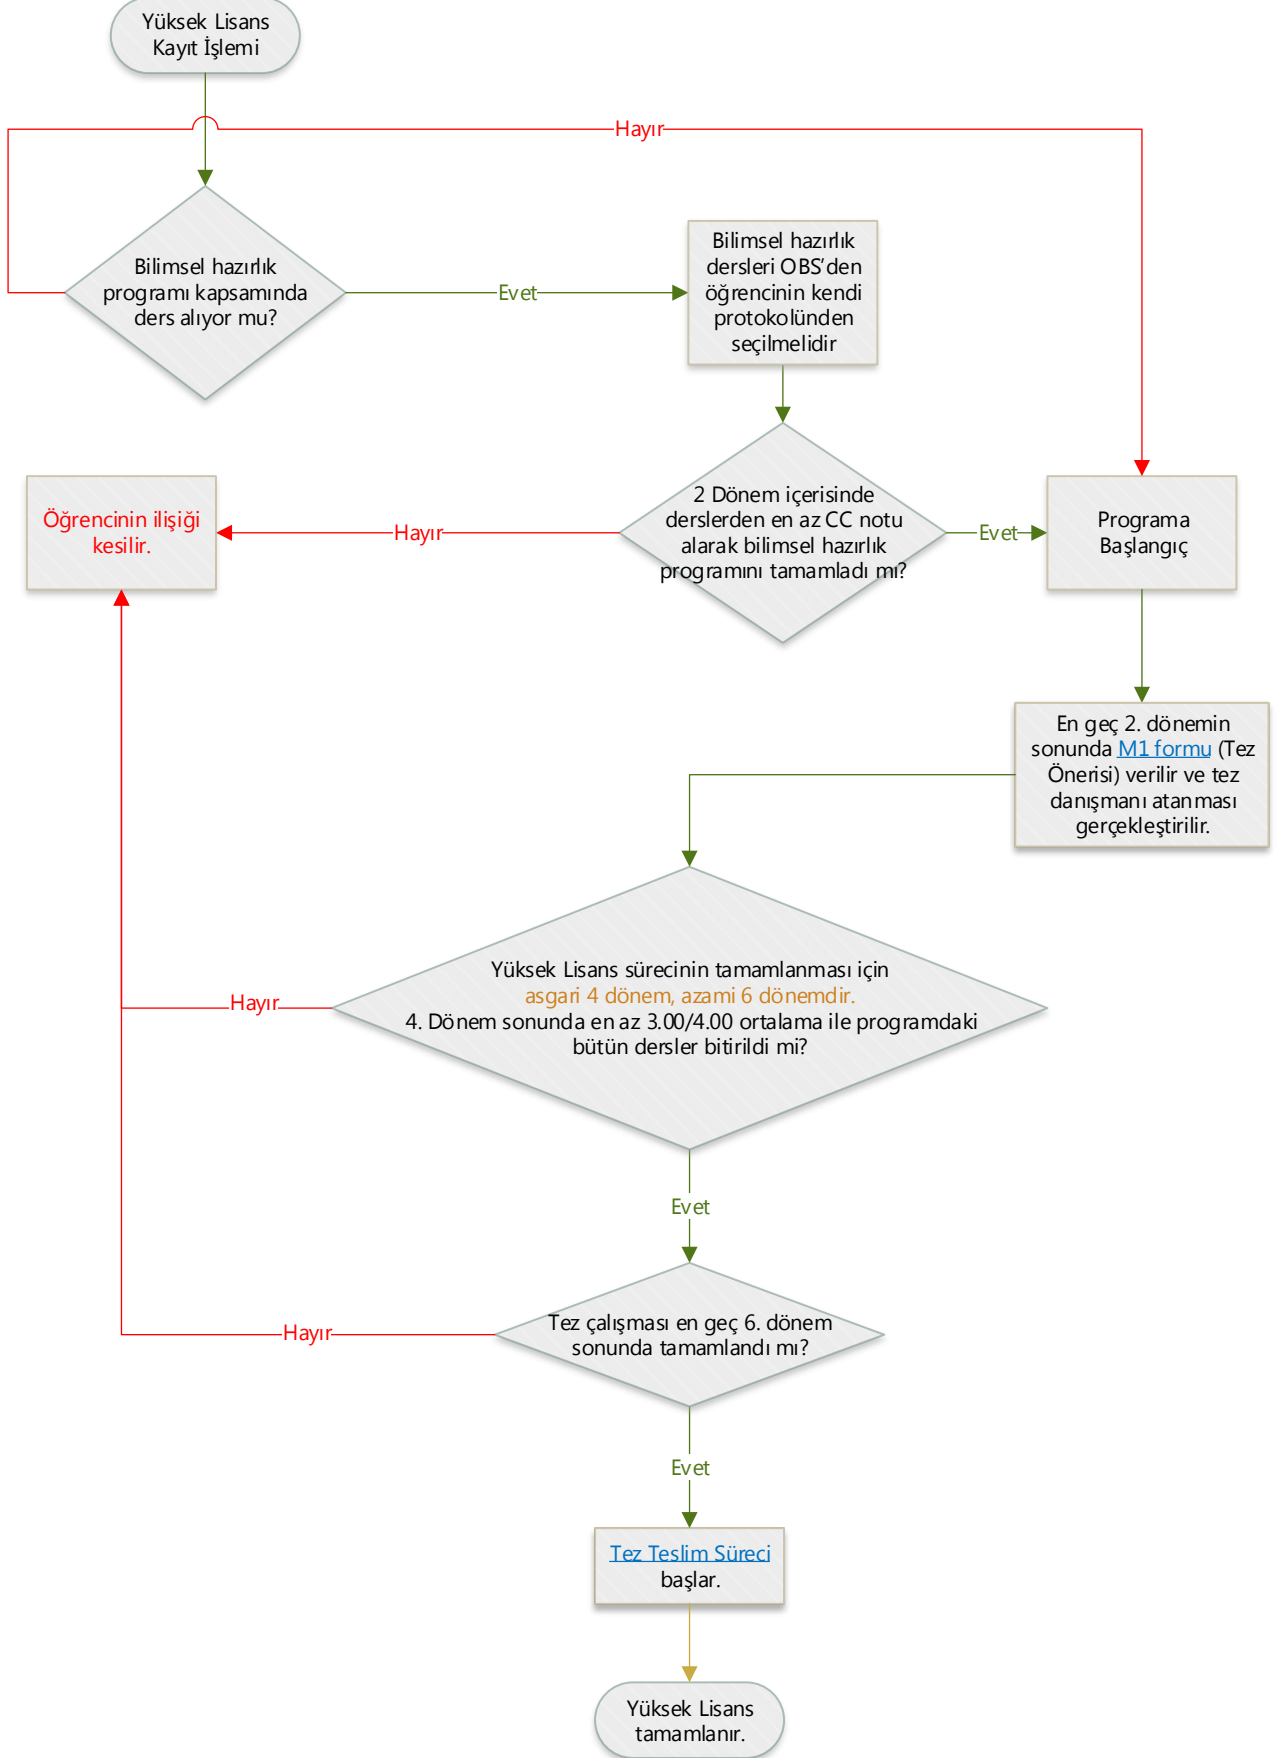 Yüksek Lisans
Kayıt İşlemi
Hayır
Bilimsel hazırlık
programı kapsamında
ders alıyor mu?
Evet
Bilimsel hazırlık
dersleri OBS’den
öğrencinin kendi
protokolünden
seçilmelidir
Öğrencinin ilişiği
kesilir.
Hayır
2 Dönem içerisinde
derslerden en az CC notu
alarak bilimsel hazırlık
programını tamamladı mı?
Evet
Programa
Başlangıç
En geç 2. dönemin
sonunda M1 formu (Tez
Önerisi) verilir ve tez
danışmanı atanması
gerçekleştirilir.
Yüksek Lisans sürecinin tamamlanması için
asgari 4 dönem, azami 6 dönemdir.
4. Dönem sonunda en az 3.00/4.00 ortalama ile programdaki
bütün dersler bitirildi mi?
Hayır
Evet
Tez çalışması en geç 6. dönem
sonunda tamamlandı mı?
Hayır
Evet
Tez Teslim Süreci
başlar.
Yüksek Lisans
tamamlanır.